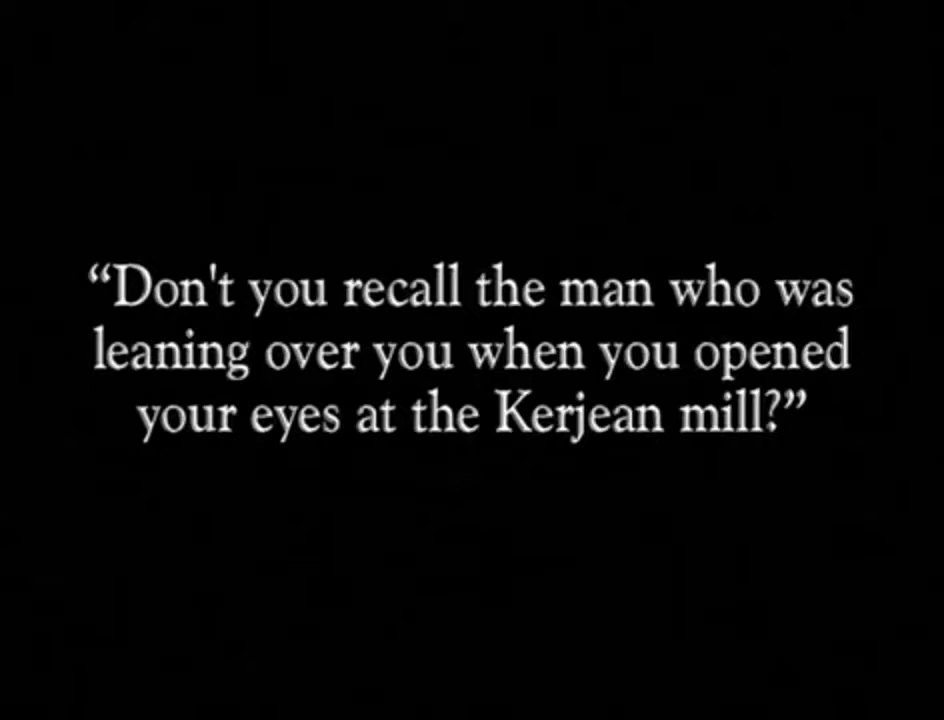 “Don't you recall the man who was
leaning over you when you opened
your eyes at the Kerjean mill?”